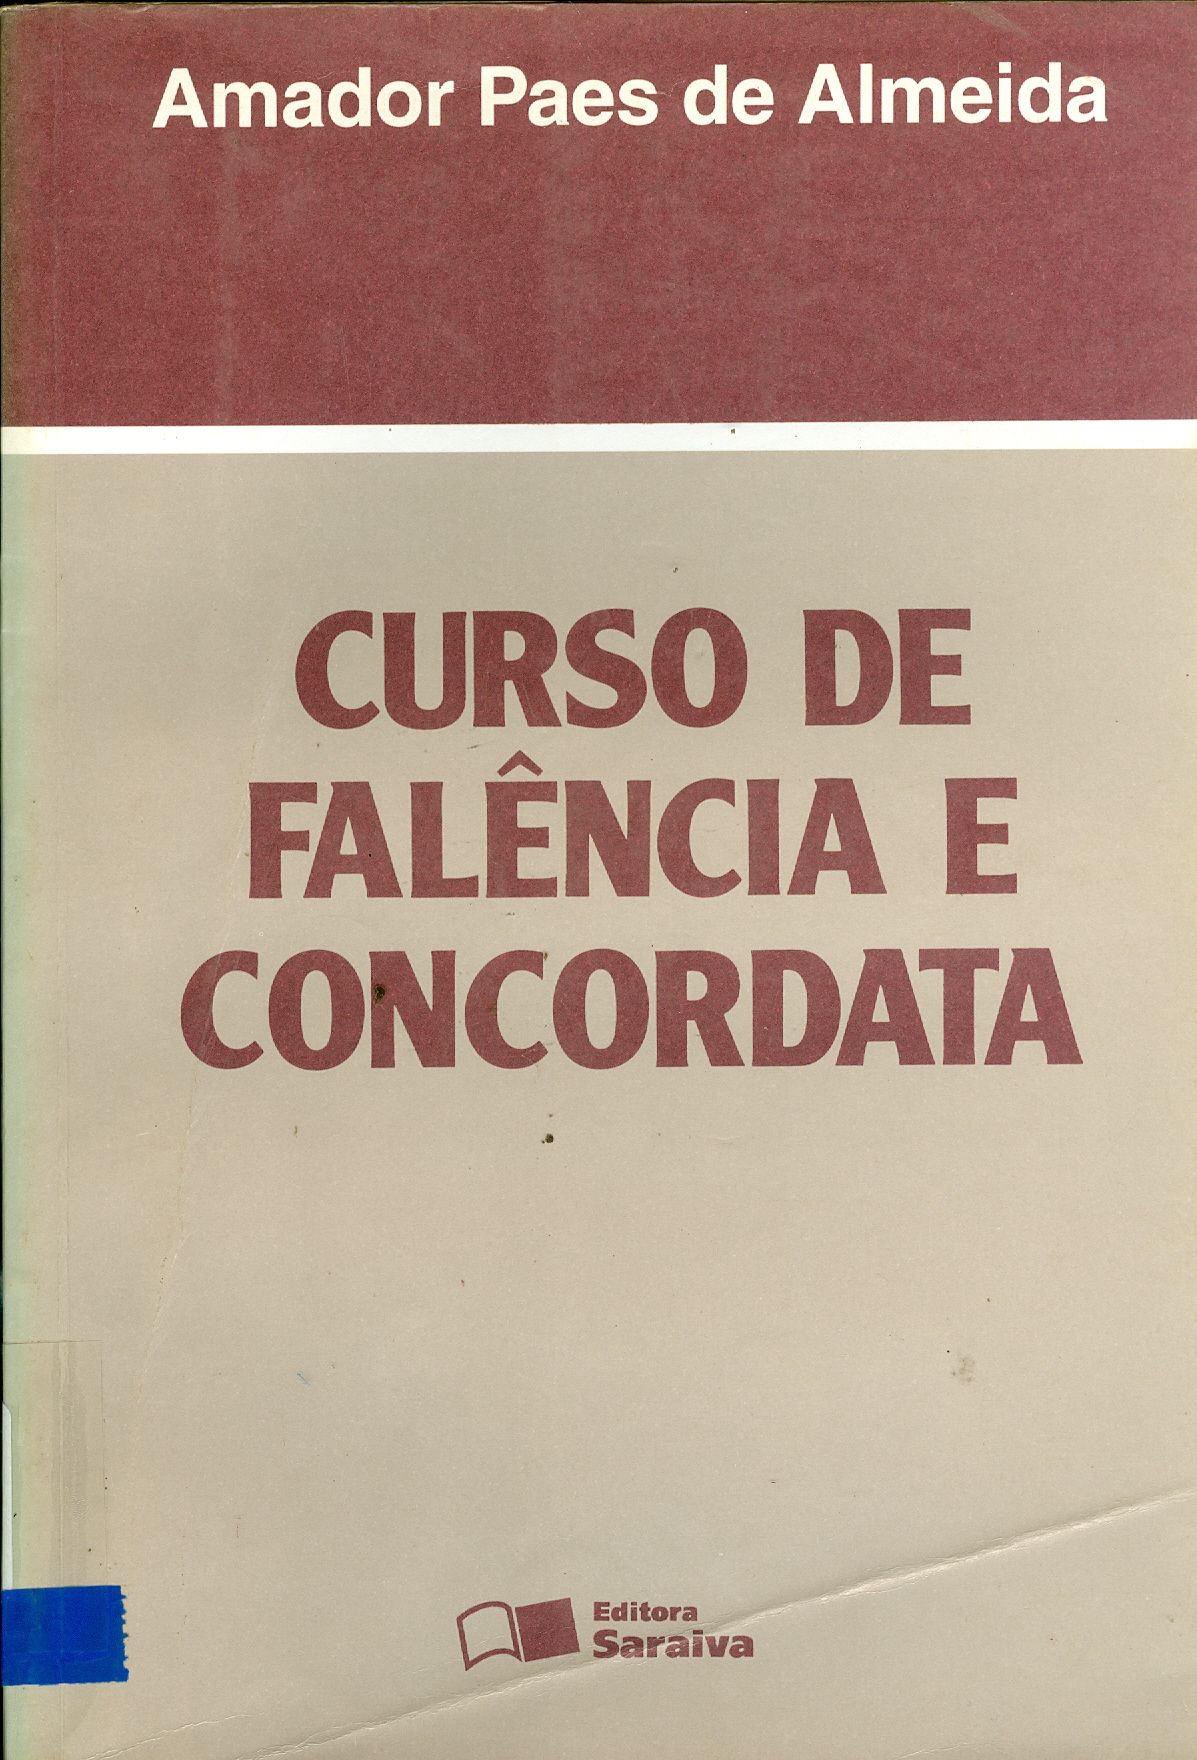 Amador Paes de Almeida
CURSO DE
FALÊNCIA E
CONCORDATA
Editora
Saraiva